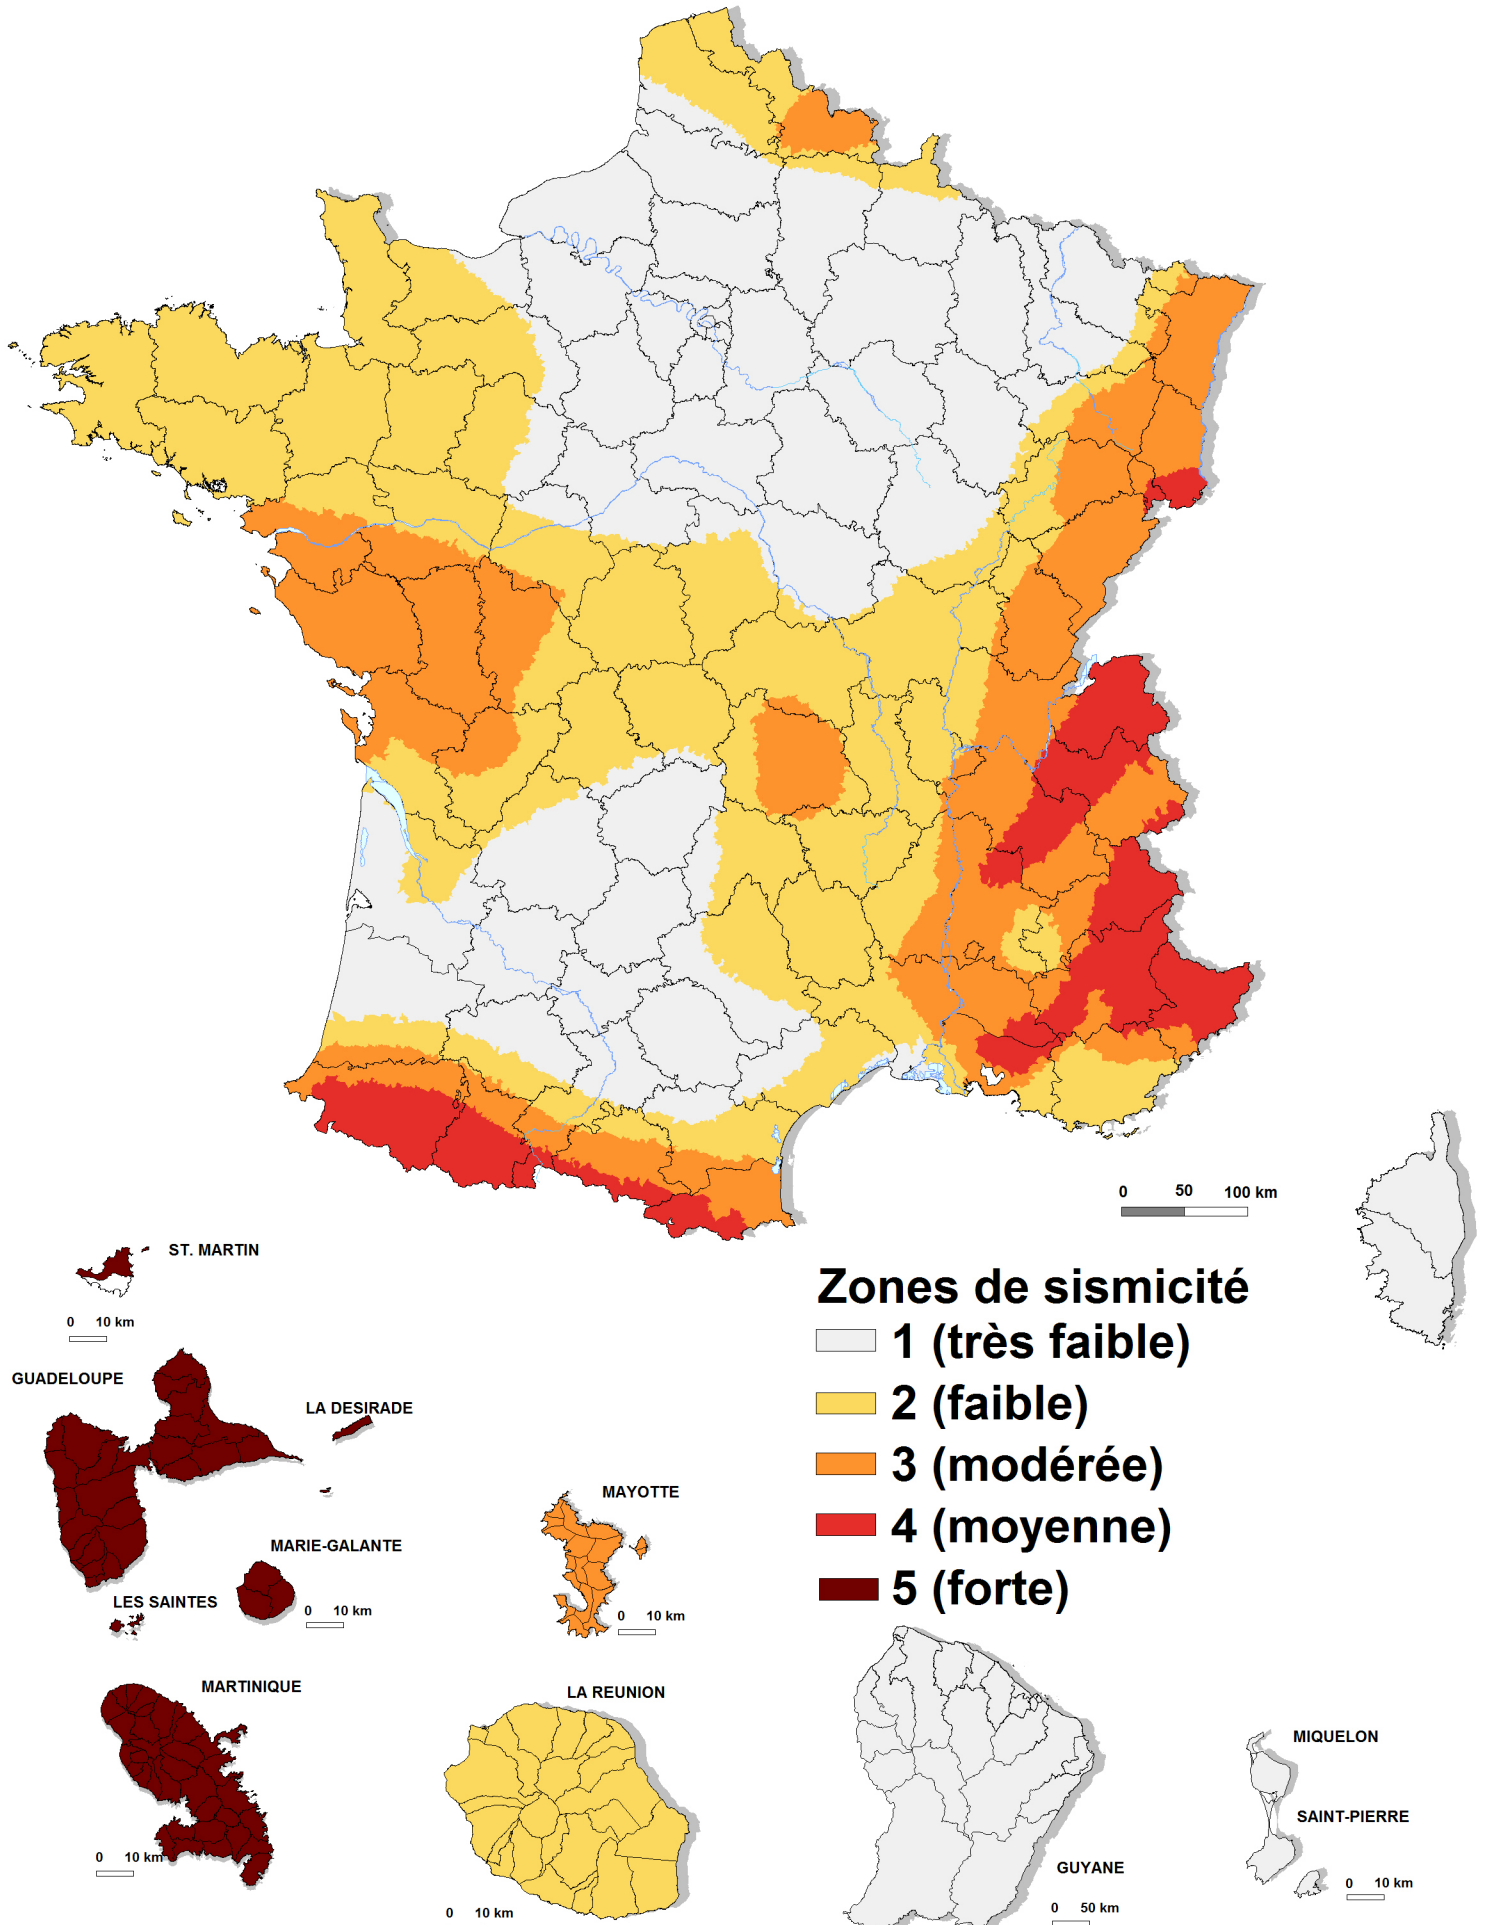 0 50 100 km
ST. MARTIN
0 10 km
Zones de sismicité
1 (très faible)
2 (faible)
3 (modérée)
4 (moyenne)
5 (forte)
GUADELOUPE
LA DESIRADE
MAYOTTE
MARIE-GALANTE
LES SAINTES
0 10 km
0 10 km
MARTINIQUE
LA REUNION
MIQUELON
SAINT-PIERRE
0 10 km
GUYANE
0 10 km
0 50 km
0 10 km